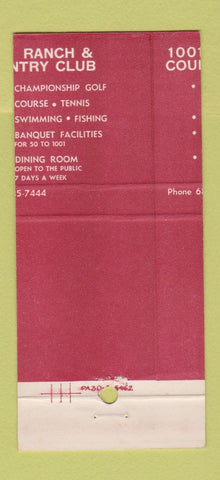 RANCH &
NTRY CLUB
CHAMPIONSHIP GOLF
COURSE • TENNIS
SWIMMING • FISHING
BANQUET FACILITIES
FOR 50 TO 1001
DINING ROOM
OPEN TO THE PUBLIC
7 DAYS A WEEK
5-7444
1001
COU
•
•
Phone 6